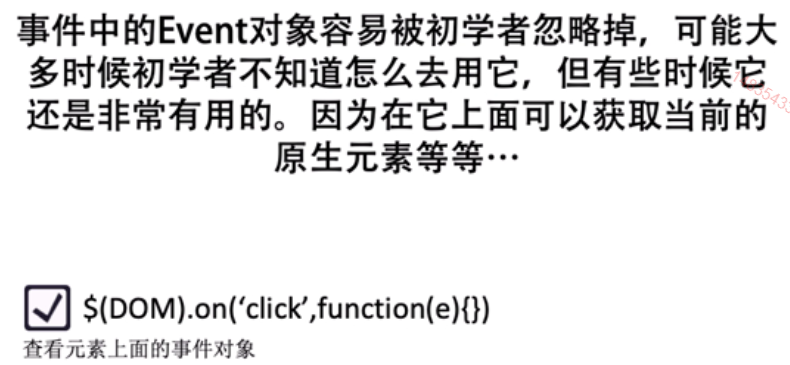 事件中的Event对象容易被初学者忽略掉，可能大
多时候初学者不知道怎么去用它，但有些时候它
还是非常有用的。因为在它上面可以获取当前的
原生元素等等…
$(DOM).on(‘click’,function(e){})
查看元素上面的事件对象